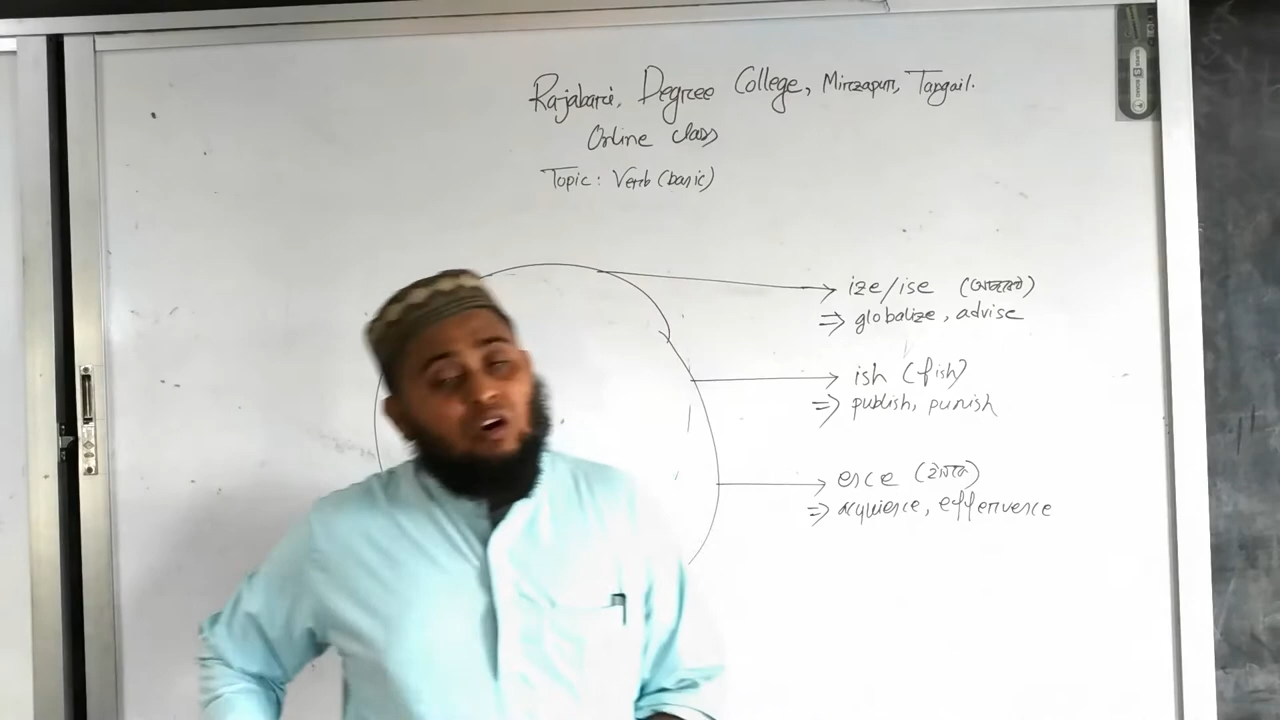 Rajabari, Degree College, Mirzapur, Tangail.
Online class
Topic: Verb (basic)
ize/ise
⇒ globalize, advise
ish (fish)
⇒ publish, punish
esce
⇒ acquiesce, effervesce